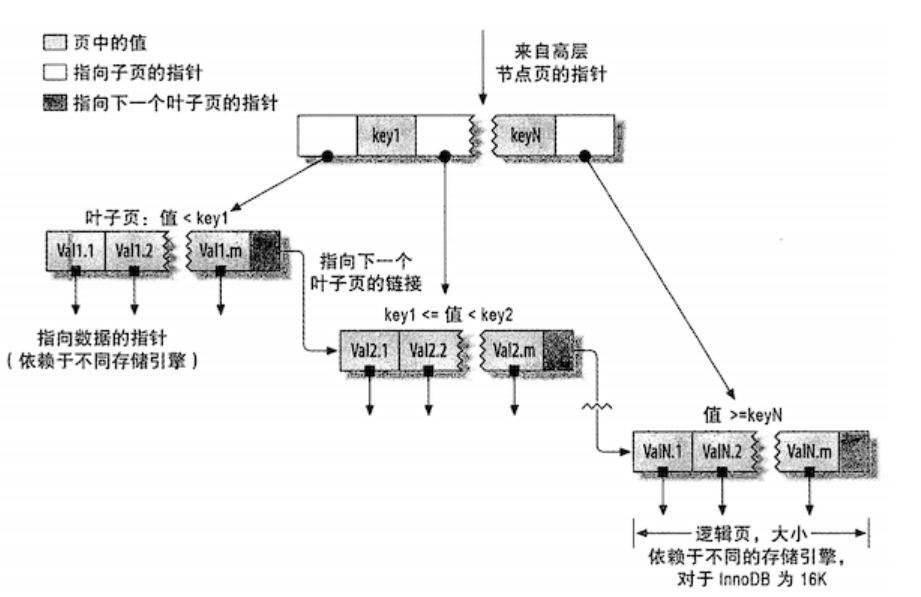 页中的值
指向子页的指针
指向下一个叶子页的指针
来自高层
节点页的指针
key1
keyN
叶子页：值 < key1
Val1.1
Val1.2
Val1.m
指向下一个
叶子页的链接
key1 <= 值 < key2
指向数据的指针
（依赖于不同存储引擎）
Val2.1
Val2.2
Val2.m
值 >=keyN
ValN.1
ValN.2
ValN.m
逻辑页，大小
依赖于不同的存储引擎，
对于 InnoDB 为 16K